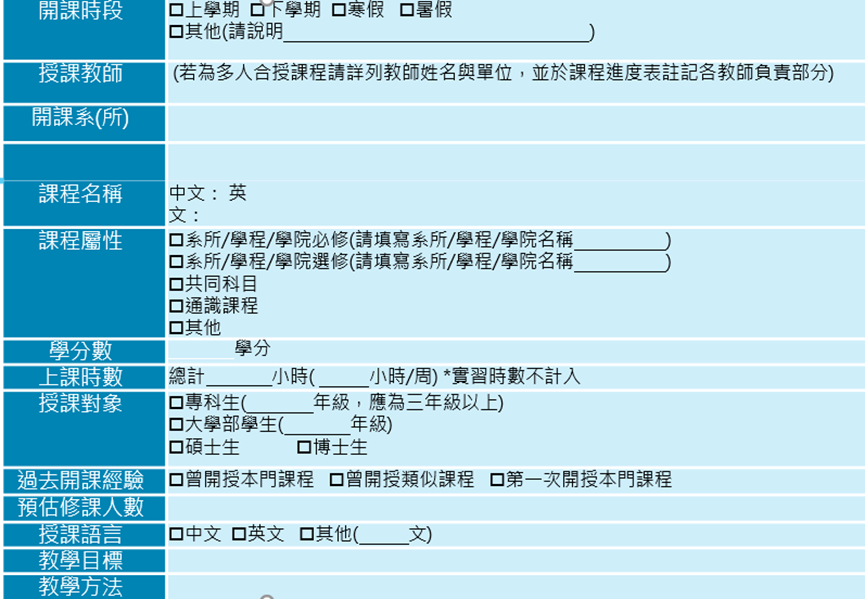 開課時段 □上學期 □下學期 □寒假 □暑假
□其他(請說明______________________________)
授課教師 (若為多人合授課程請詳列教師姓名與單位，並於課程進度表註記各教師負責部分)
開課系(所)
課程名稱 中文： 英
文：
課程屬性 □系所/學程/學院必修(請填寫系所/學程/學院名稱_________)
□系所/學程/學院選修(請填寫系所/學程/學院名稱_________)
□共同科目
□通識課程
□其他
學分數 ______學分
上課時數 總計______小時( _____小時/周) *實習時數不計入
授課對象 □專科生(______年級，應為三年級以上)
□大學部學生(______年級)
□碩士生 □博士生
過去開課經驗 □曾開授本門課程 □曾開授類似課程 □第一次開授本門課程
預估修課人數
授課語言 □中文 □英文 □其他(_____文)
教學目標
教學方法